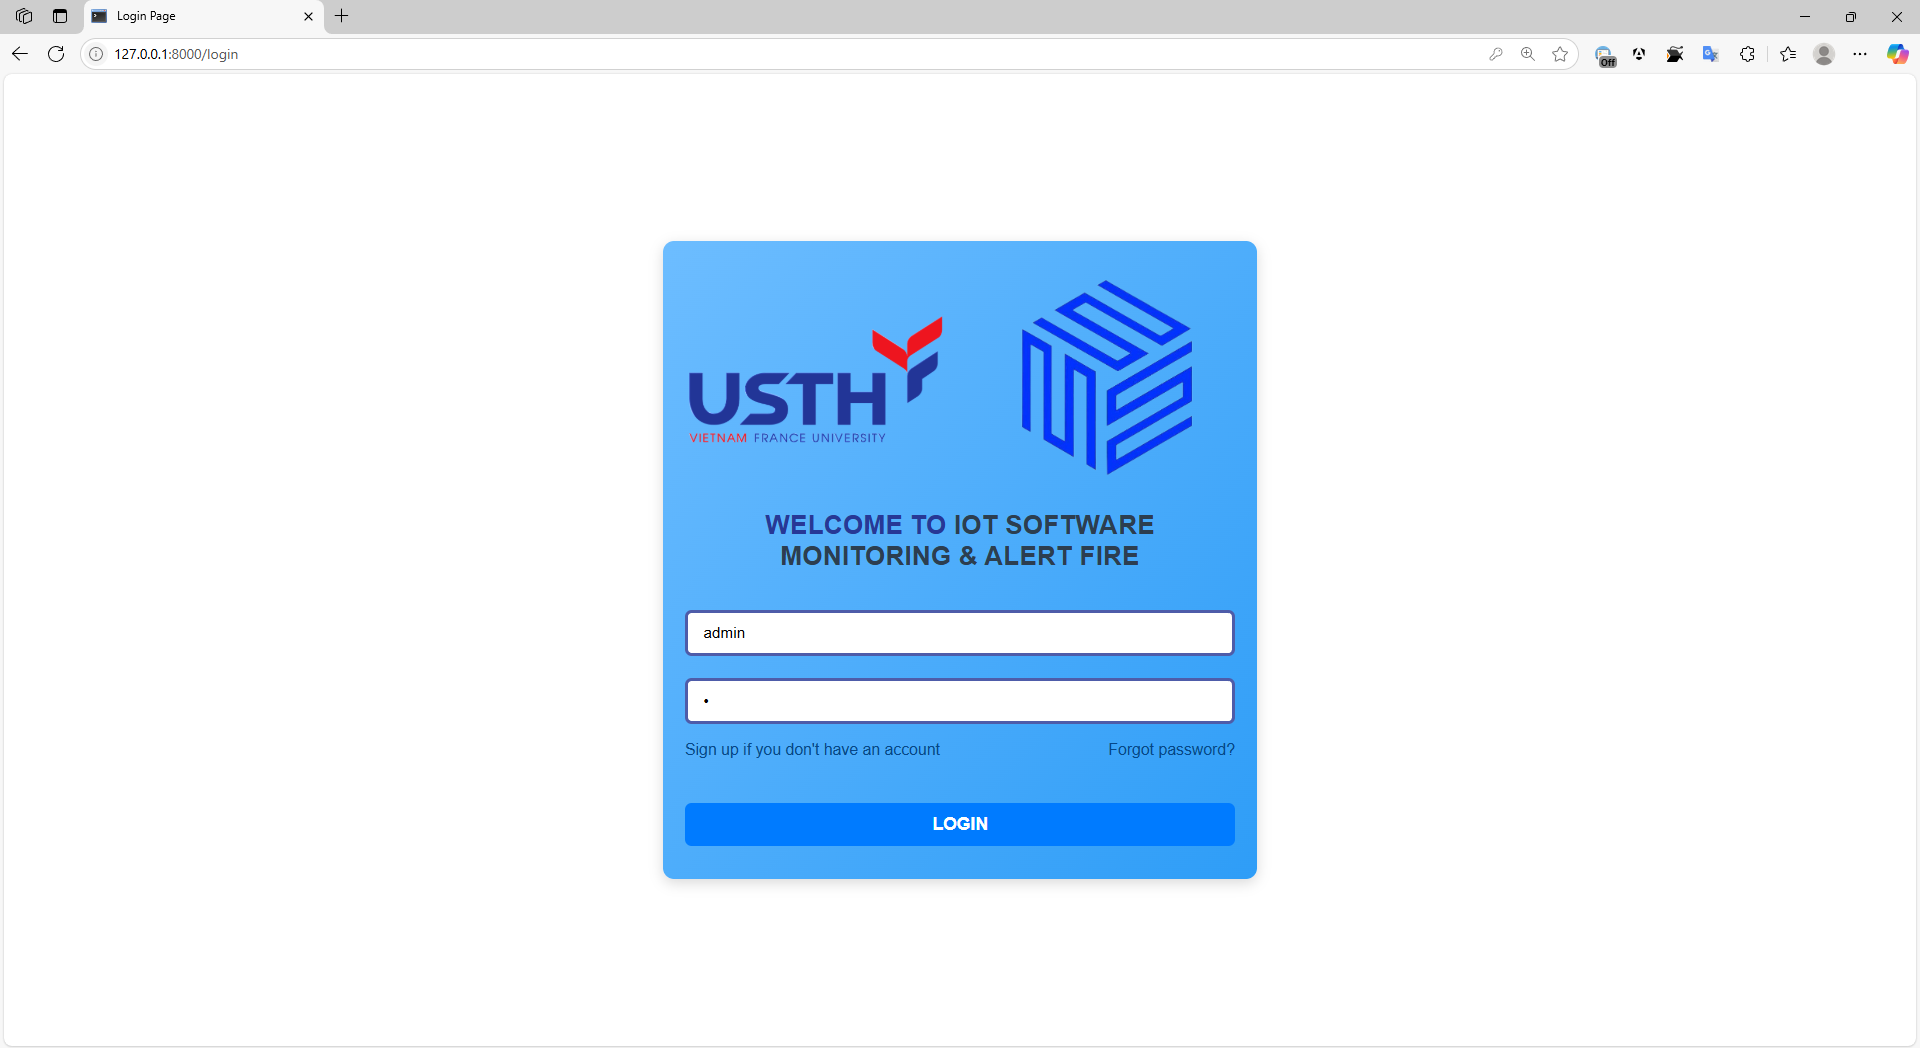 Login Page
127.0.0.1:8000/login
Off
USTH
VIETNAM FRANCE UNIVERSITY
WELCOME TO IOT SOFTWARE
MONITORING & ALERT FIRE
admin
Sign up if you don't have an account
Forgot password?
LOGIN